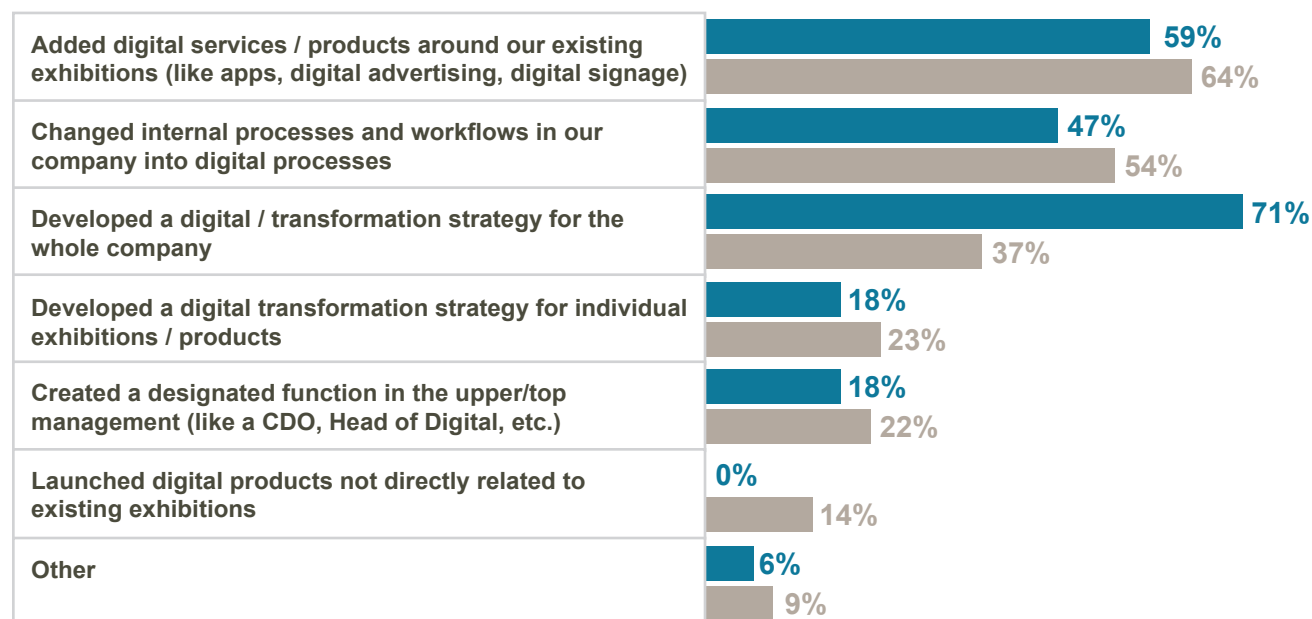 Added digital services / products around our existing
exhibitions (like apps, digital advertising, digital signage)
59%
64%
Changed internal processes and workflows in our
company into digital processes
47%
54%
Developed a digital / transformation strategy for the
whole company
71%
37%
Developed a digital transformation strategy for individual
exhibitions / products
18%
23%
Created a designated function in the upper/top
management (like a CDO, Head of Digital, etc.)
18%
22%
Launched digital products not directly related to
existing exhibitions
0%
14%
Other
6%
9%